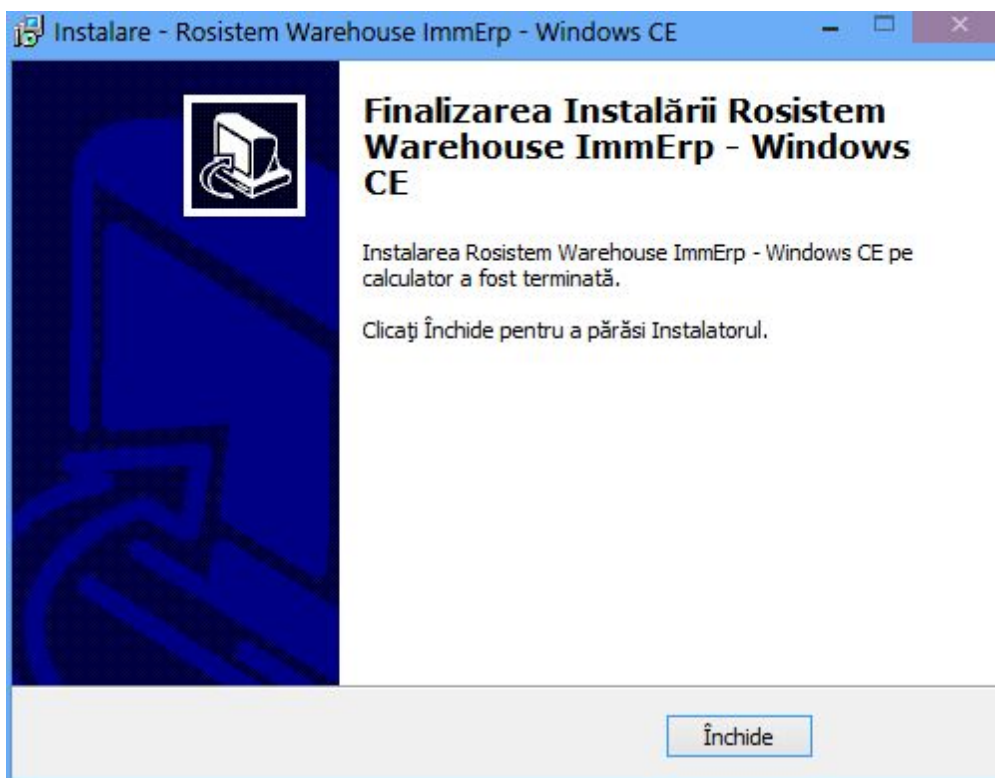 Instalare - Rosistem Warehouse ImmErp - Windows CE
Finalizarea Instalării Rosistem
Warehouse ImmErp - Windows
CE
Instalarea Rosistem Warehouse ImmErp - Windows CE pe
calculator a fost terminată.
Clicaţi Închide pentru a părăsi Instalatorul.
Închide